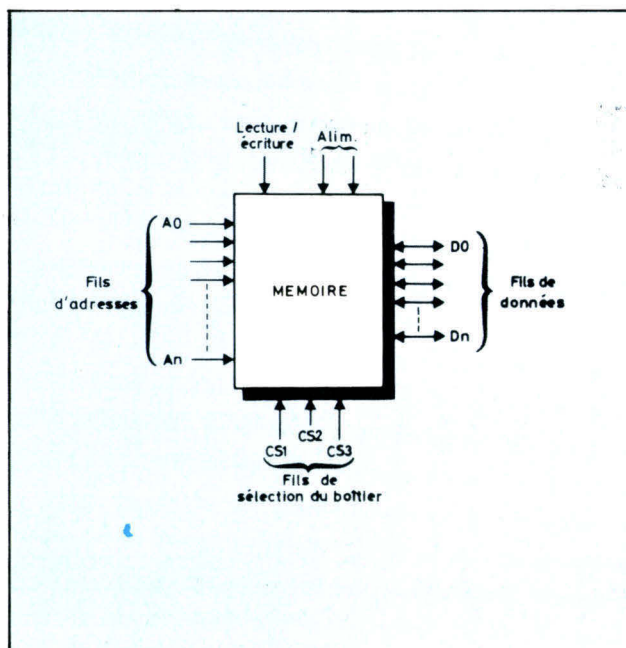 Lecture /
écriture
Alim.
A0
Fils
d'adresses
An
MEMOIRE
D0
Fils de
données
Dn
CS1
CS2
CS3
Fils de
sélection du boîtier